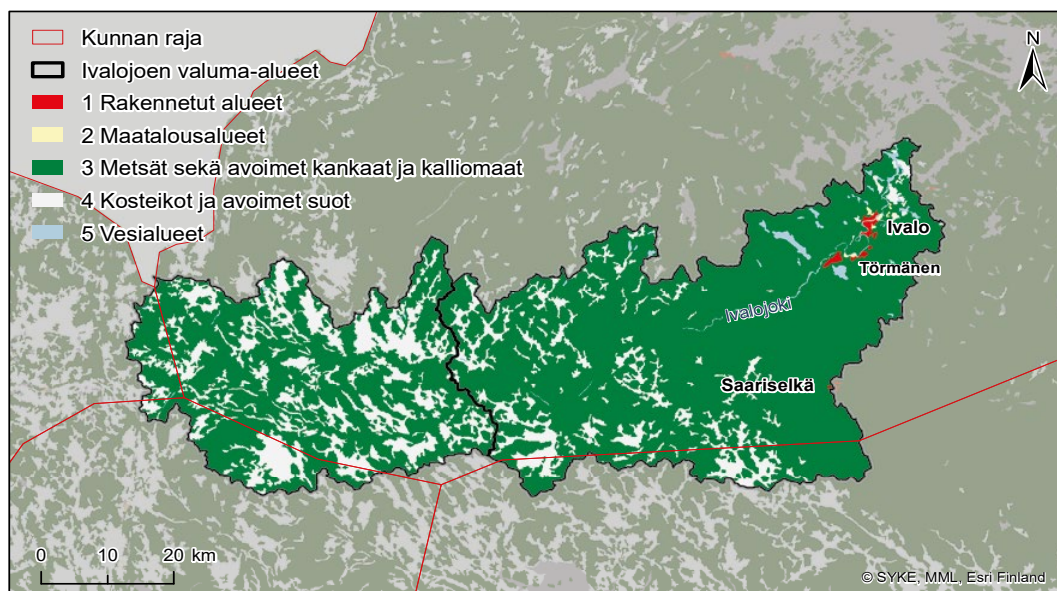 Kunnan raja
Ivalojoen valuma-alueet
1 Rakennetut alueet
2 Maatalousalueet
3 Metsät sekä avoimet kankaat ja kalliomaat
4 Kosteikot ja avoimet suot
5 Vesialueet
N
Ivalo
Törmänen
Ivalojoki
Saariselkä
0 10 20 km
© SYKE, MML, Esri Finland